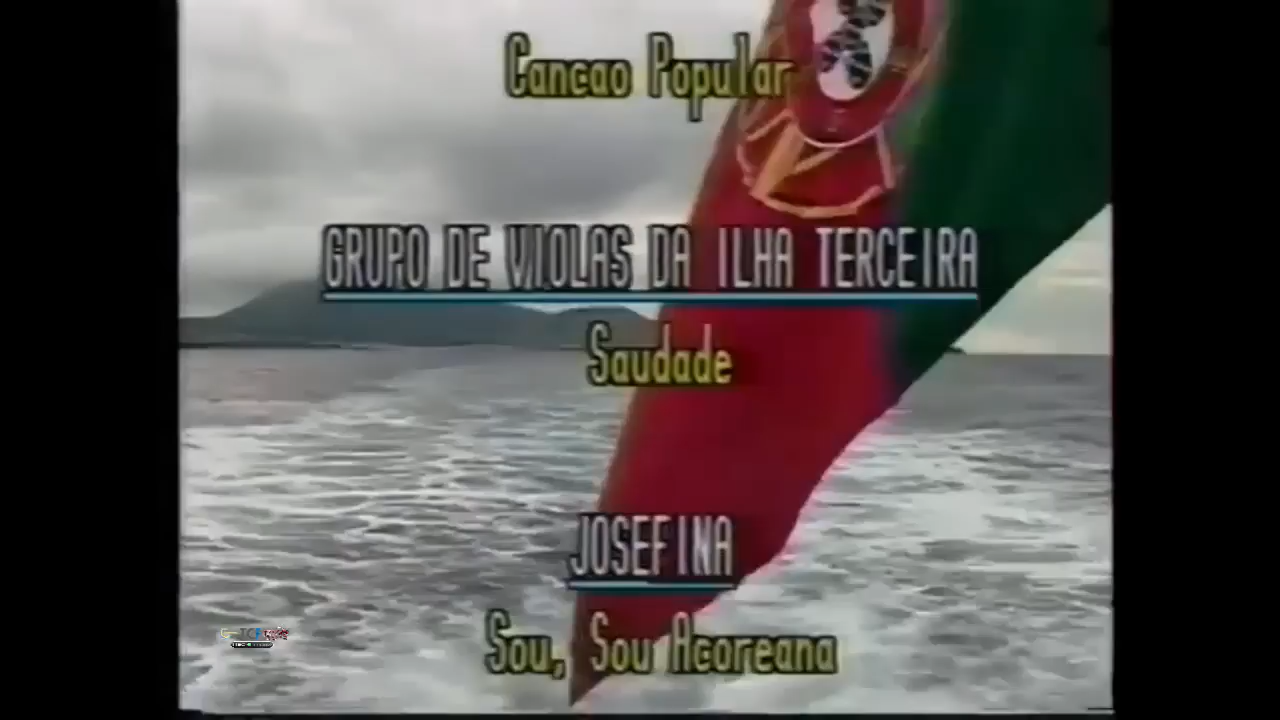 Cancao Popular
GRUPO DE VIOLAS DA ILHA TERCEIRA
Saudade
JOSEFINA
Sou, Sou Acoreana